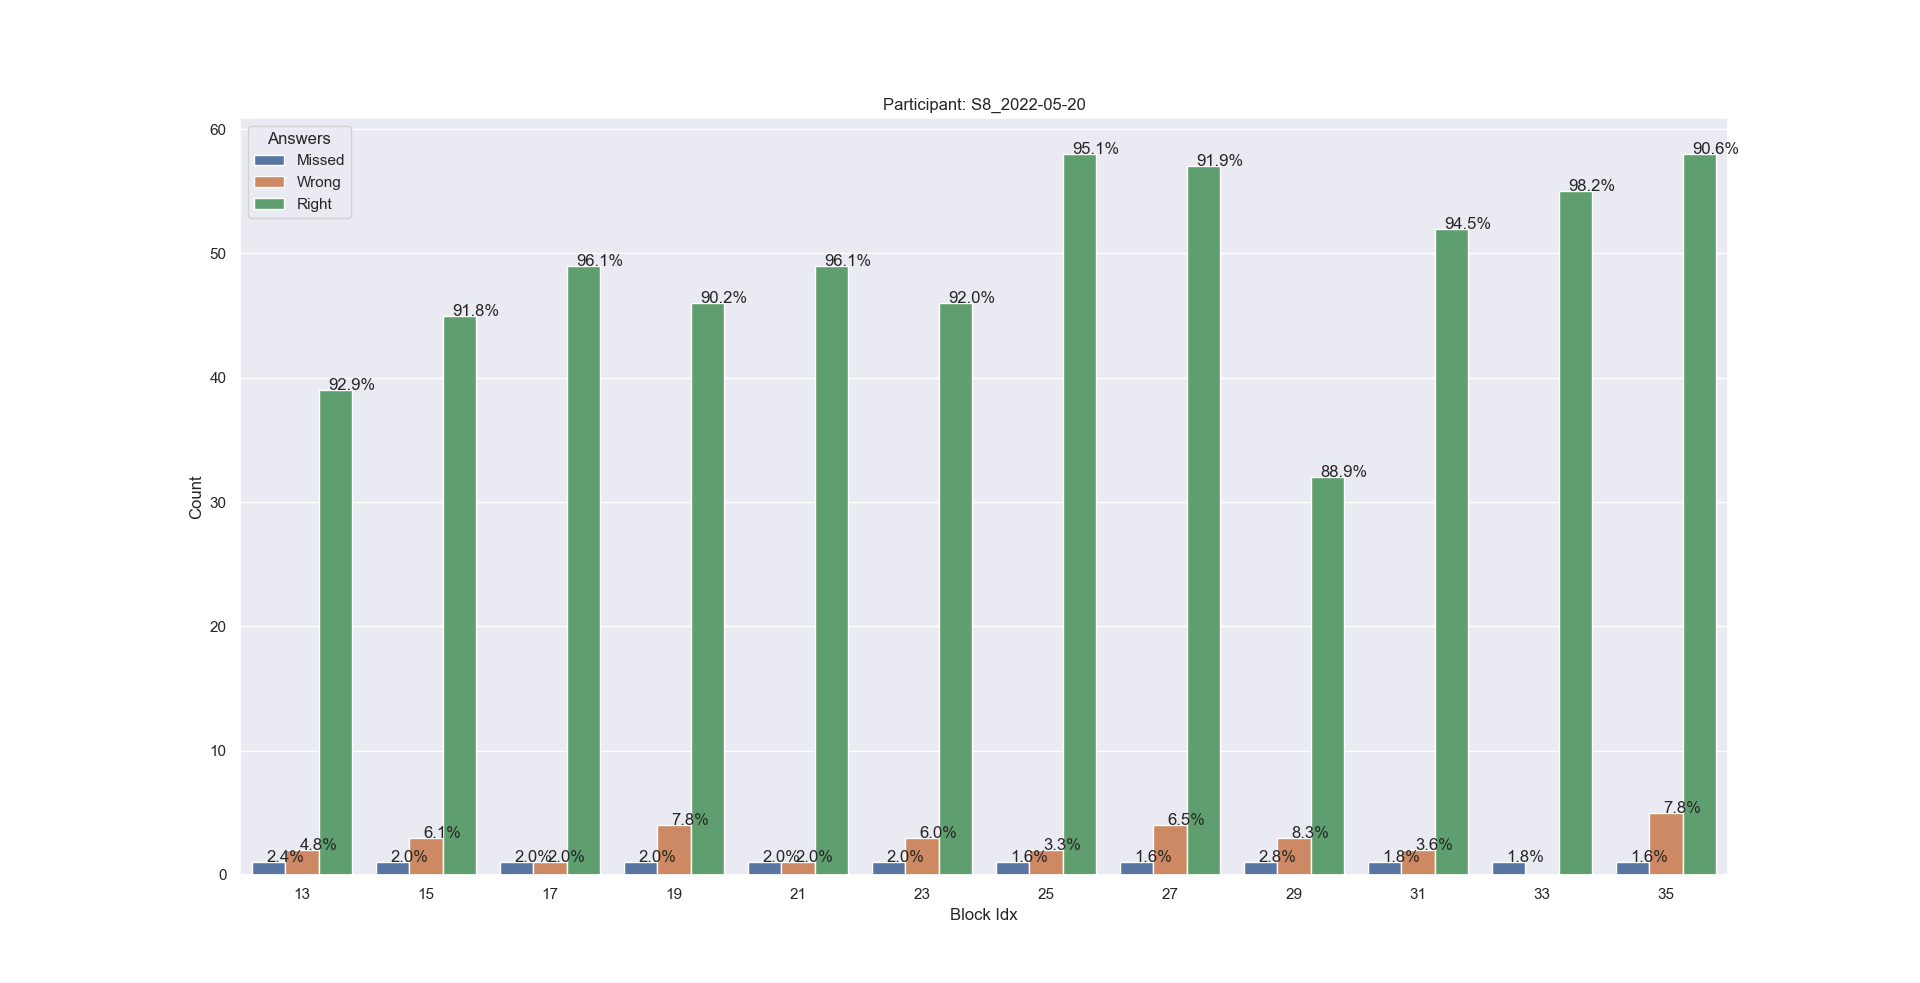 Participant: S8_2022-05-20
Answers
Missed
Wrong
Right
Count
60
50
40
30
20
10
0
2.4% 4.8% 92.9%
2.0% 6.1% 91.8%
2.0% 2.0% 96.1%
2.0% 7.8% 90.2%
2.0% 2.0% 96.1%
2.0% 6.0% 92.0%
1.6% 3.3% 95.1%
1.6% 6.5% 91.9%
2.8% 8.3% 88.9%
1.8% 3.6% 94.5%
1.8% 98.2%
1.6% 7.8% 90.6%
13 15 17 19 21 23 25 27 29 31 33 35
Block Idx